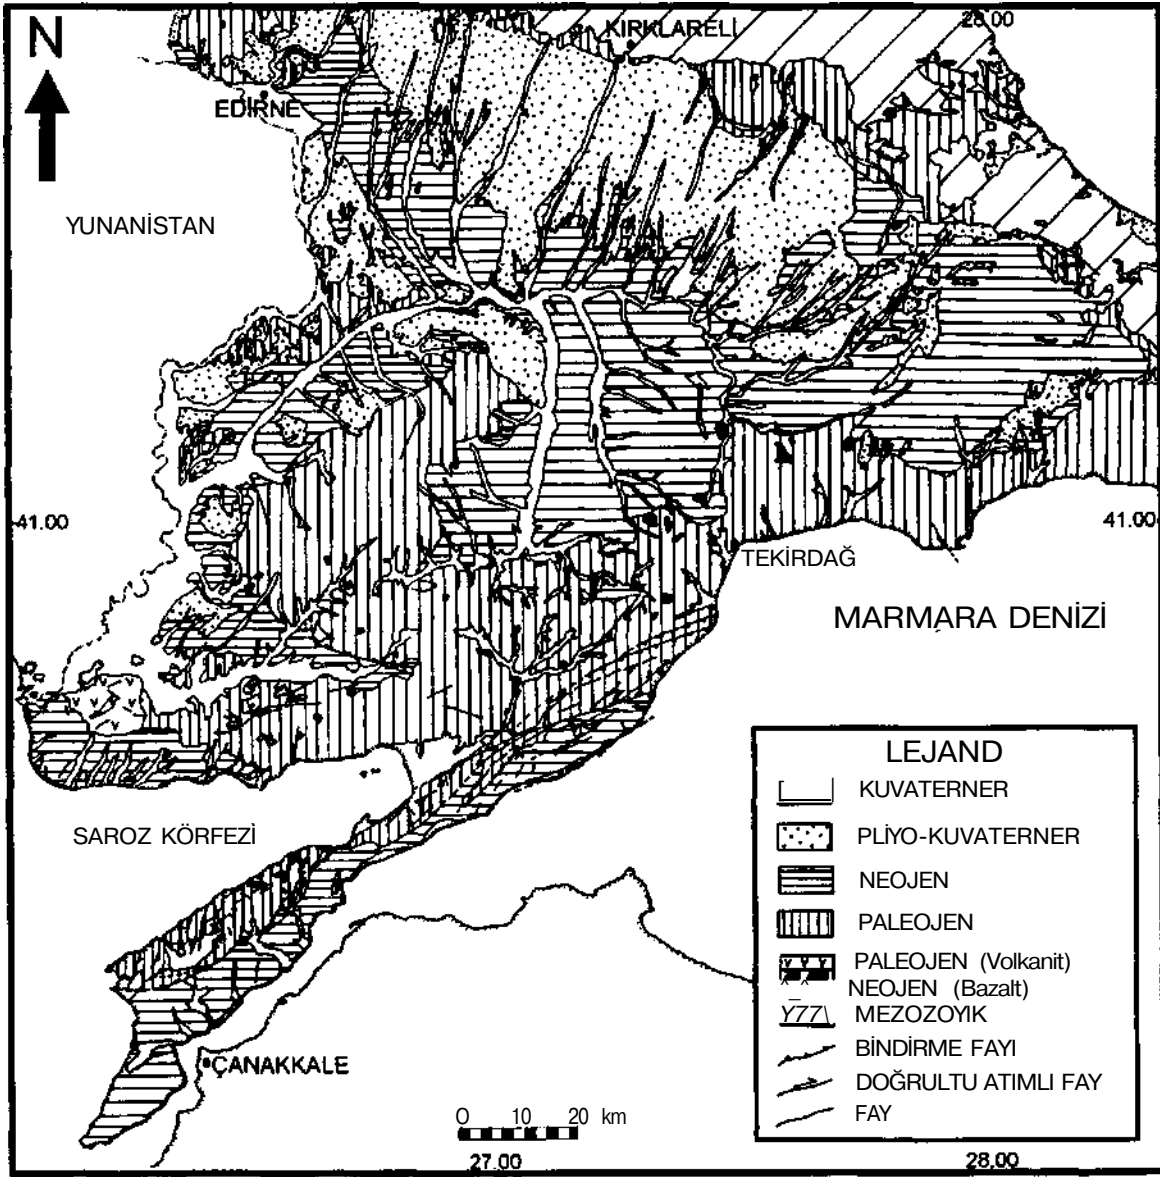 N
28.00
KIRKLARELİ
EDİRNE
YUNANİSTAN
41.00
41.00
TEKİRDAĞ
MARMARA DENİZİ
SAROZ KÖRFEZİ
ÇANAKKALE
LEJAND
KUVATERNER
PLİYO-KUVATERNER
NEOJEN
PALEOJEN
PALEOJEN (Volkanit)
NEOJEN (Bazalt)
MEZOZOYIK
BİNDİRME FAYI
DOĞRULTU ATIMLI FAY
FAY
0 10 20 km
27.00
28.00